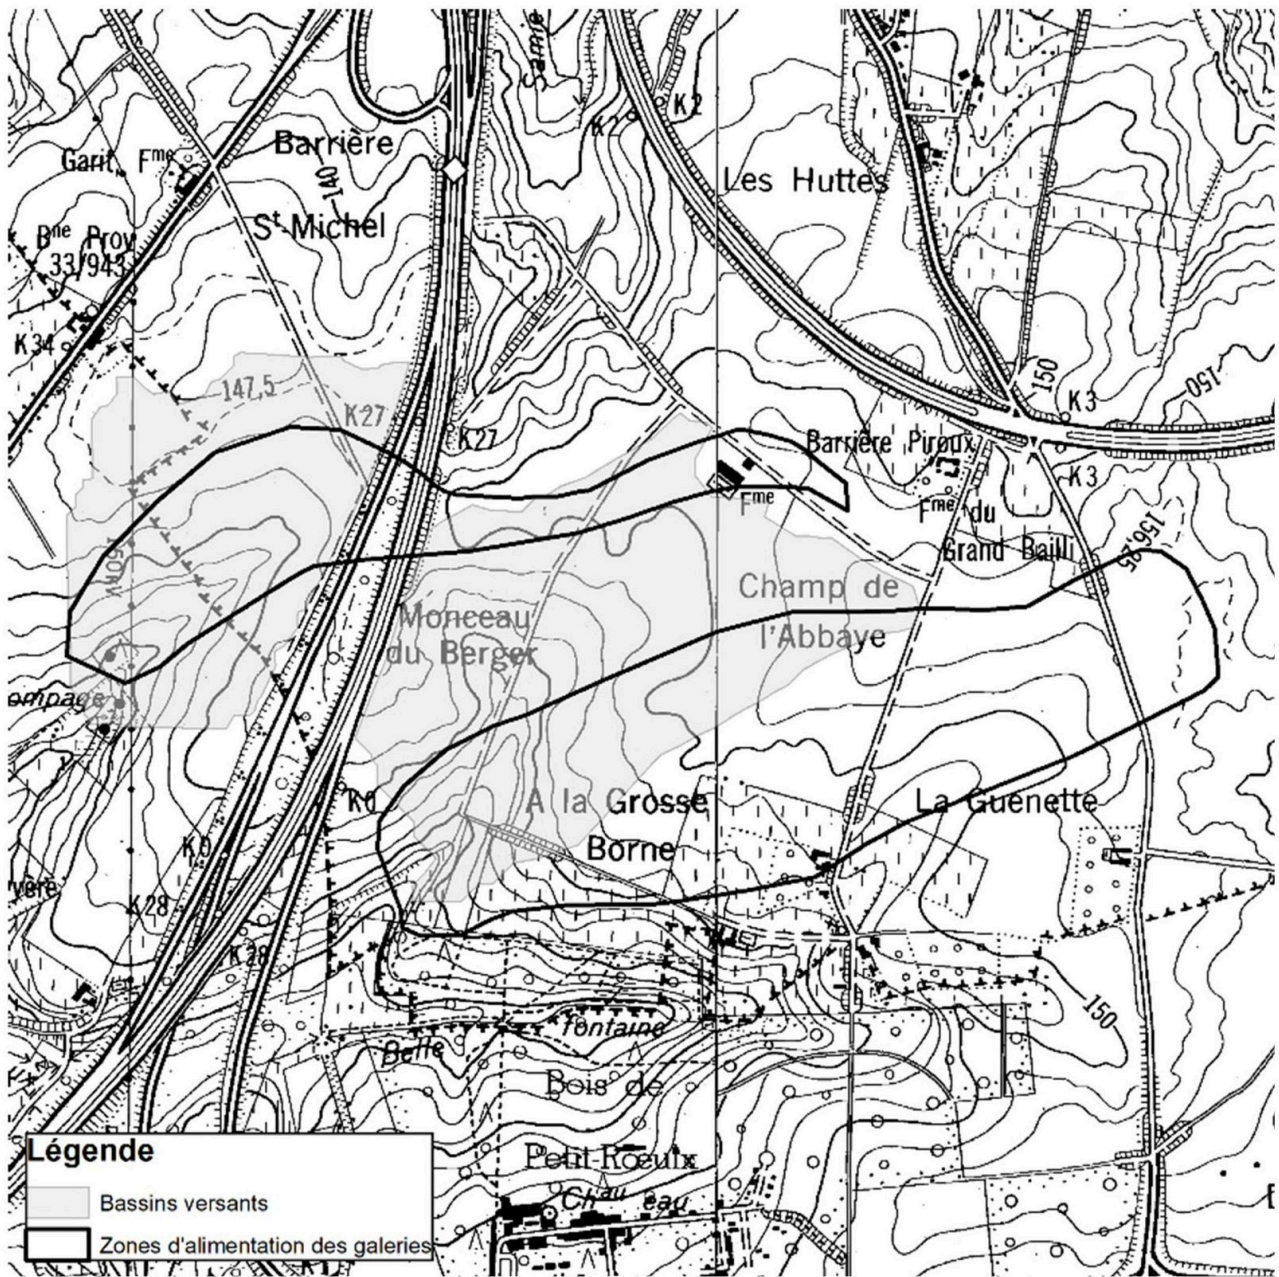 K2
K2
Barrière
Garit, Fme
Les Huttes
140
St-Michel
Bne Prov
33/943
K34
150
147,5
150
K27
K3
K27
Barrière Piroux
K3
Fme
Fme du
Grand Bailli
156,25
150KV
Champ de
Monceau
l'Abbaye
du Berger
ompage
K0
A la Grosse
La Guenette
Borne
K0
K28
K28
150
fontaine
Belle
Bois de
Petit-Rœulx
Château
Légende
Bassins versants
Zones d'alimentation des galeries